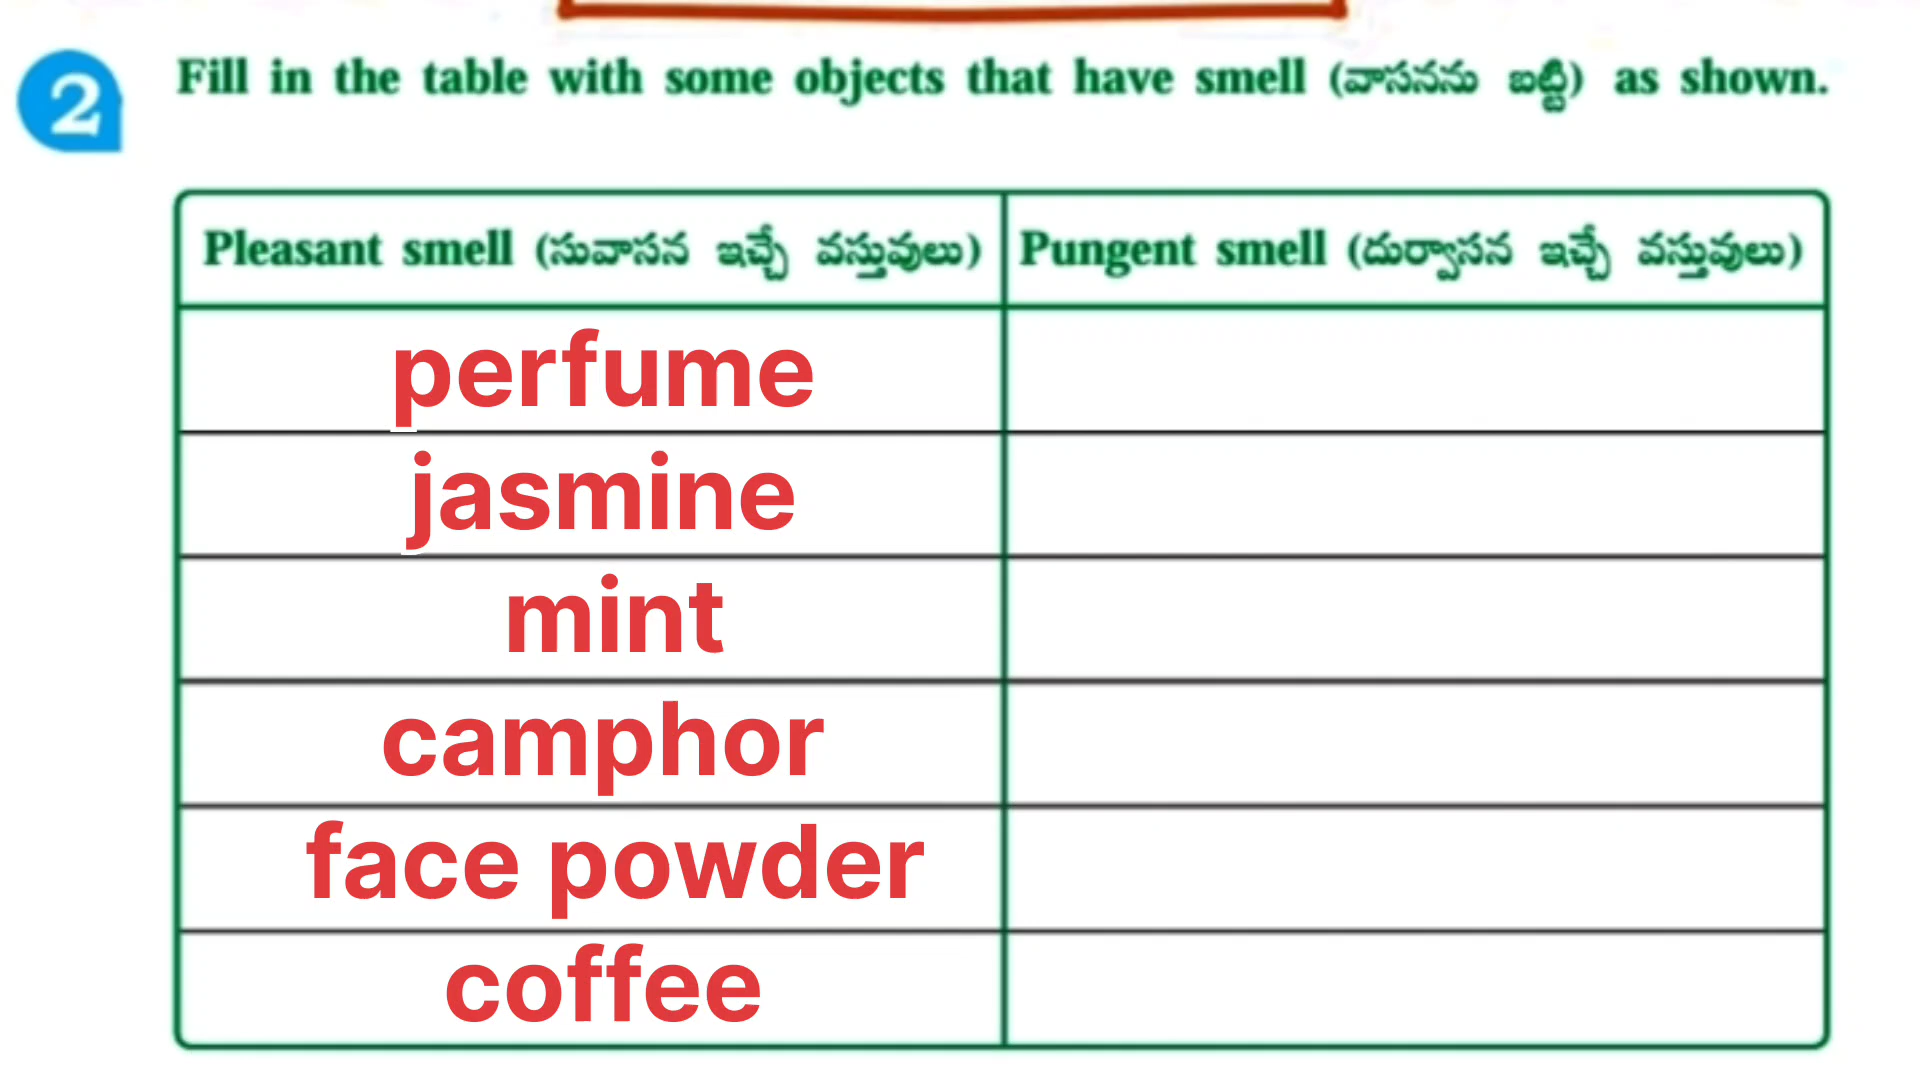 2 Fill in the table with some objects that have smell (వాసనను బట్టి) as shown.
Pleasant smell (సువాసన ఇచ్చే వస్తువులు) Pungent smell (దుర్వాసన ఇచ్చే వస్తువులు)
perfume
jasmine
mint
camphor
face powder
coffee